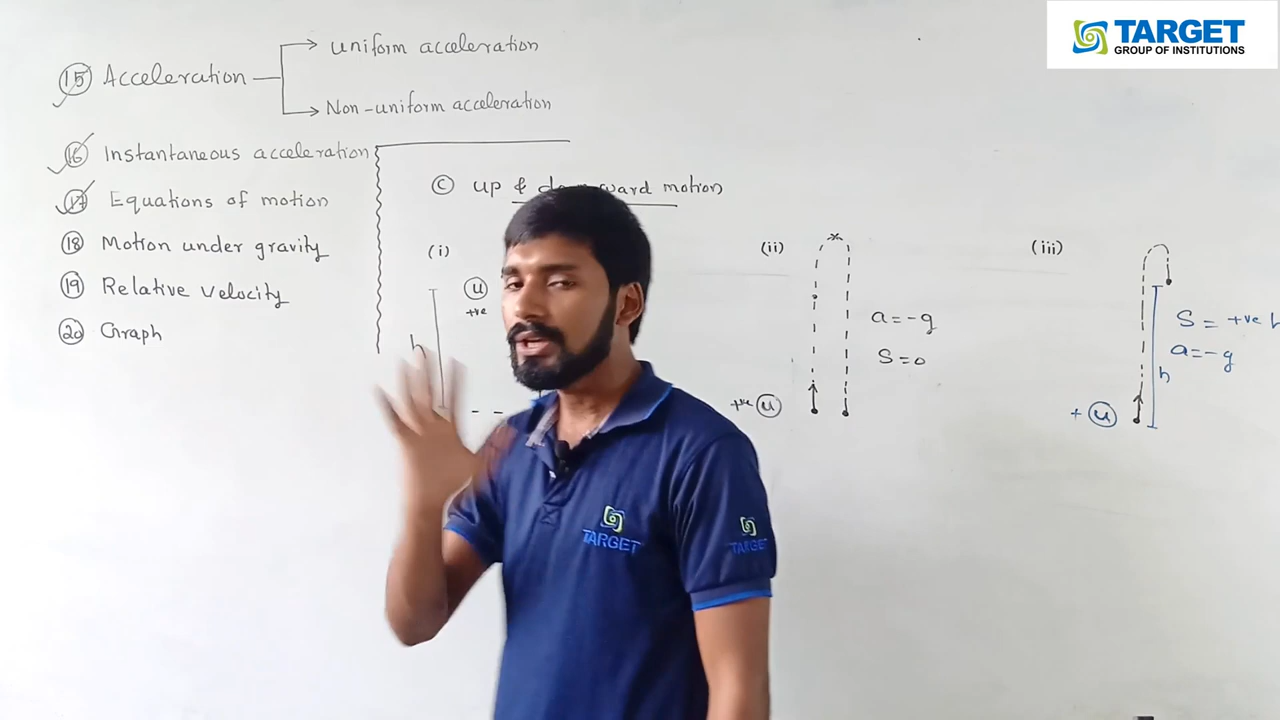 TARGET
GROUP OF INSTITUTIONS
15 Acceleration
uniform acceleration
Non-uniform acceleration
16 Instantaneous acceleration
17 Equations of motion
18 Motion under gravity
19 Relative velocity
20 Graph
C up & motion
(i)
u
+ve
h
(ii)
a=-g
S=0
+ve u
(iii)
S = +ve h
a=-g
h
+ u
TARGET
TARGET